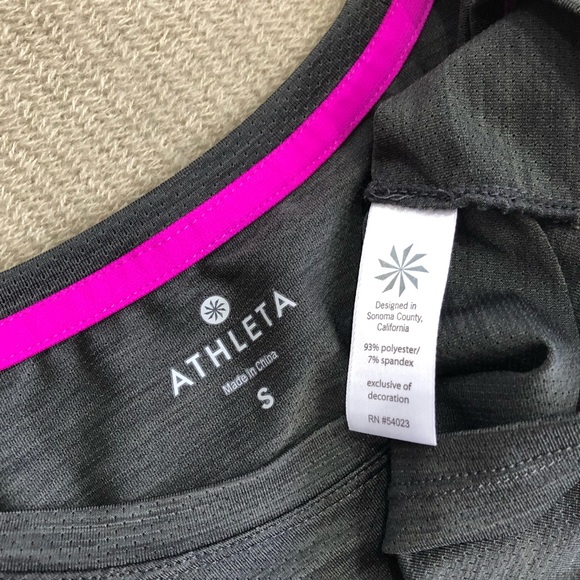 ATHLETA
Made in China
S
Designed in
Sonoma County,
California
93% polyester/
7% spandex
exclusive of
decoration
RN #54023